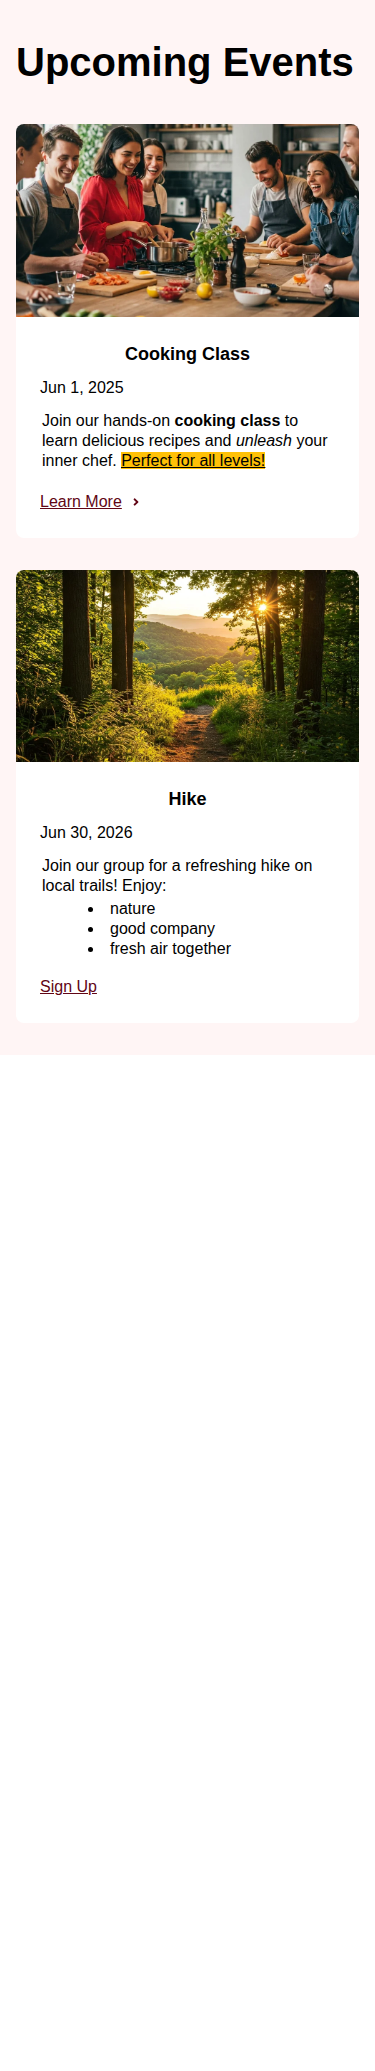 Upcoming Events
Cooking Class
Jun 1, 2025
Join our hands-on cooking class to
learn delicious recipes and unleash your
inner chef. Perfect for all levels!
Learn More
Hike
Jun 30, 2026
Join our group for a refreshing hike on
local trails! Enjoy:
• nature
• good company
• fresh air together
Sign Up